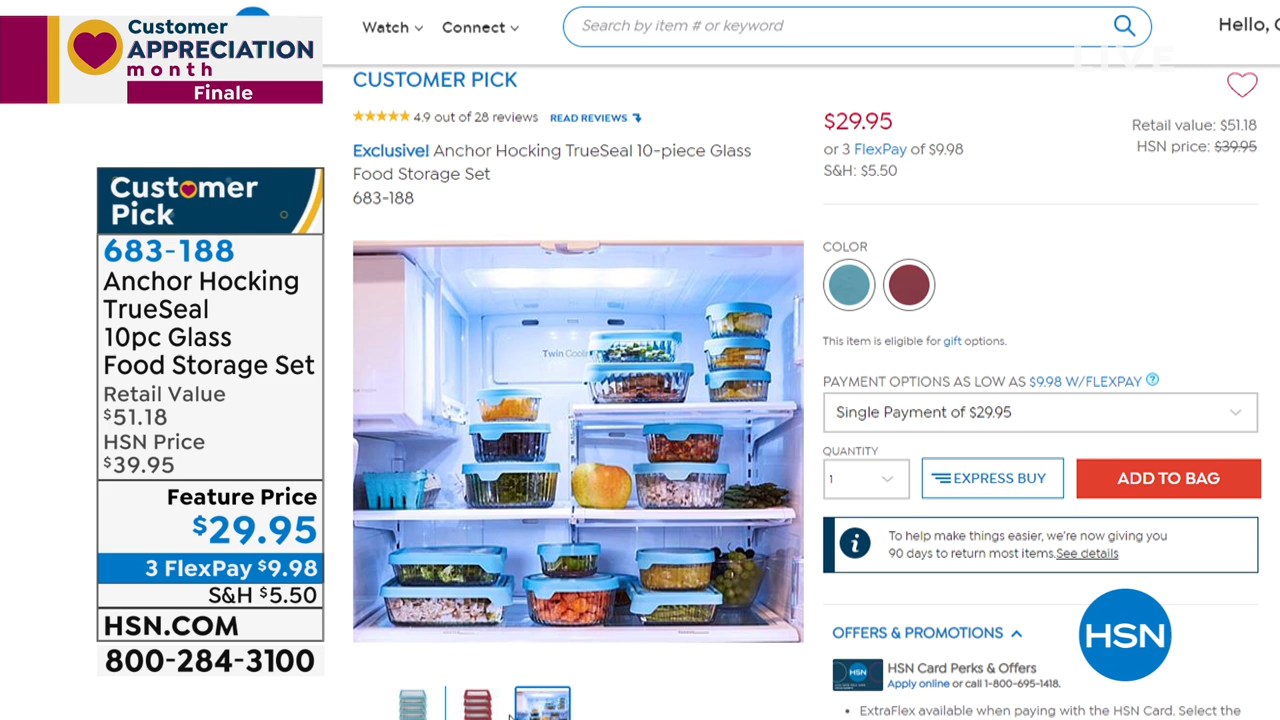 Customer
APPRECIATION
month
Finale
Watch
Connect
Search by item # or keyword
Hello,
LIVE
Customer
Pick
683-188
Anchor Hocking
TrueSeal
10pc Glass
Food Storage Set
Retail Value
$51.18
HSN Price
$39.95
Feature Price
$29.95
3 FlexPay $9.98
S&H $5.50
HSN.COM
800-284-3100
CUSTOMER PICK
4.9 out of 28 reviews READ REVIEWS
Exclusive! Anchor Hocking TrueSeal 10-piece Glass
Food Storage Set
683-188
Twin Cooling
$29.95
or 3 FlexPay of $9.98
S&H: $5.50
Retail value: $51.18
HSN price: $39.95
COLOR
This item is eligible for gift options.
PAYMENT OPTIONS AS LOW AS $9.98 W/FLEXPAY ?
Single Payment of $29.95
QUANTITY
1
EXPRESS BUY
ADD TO BAG
i
To help make things easier, we're now giving you
90 days to return most items.See details
OFFERS & PROMOTIONS
HSN
HSN
HSN Card Perks & Offers
Apply online or call 1-800-695-1418.
• ExtraFlex available when paying with the HSN Card. Select the